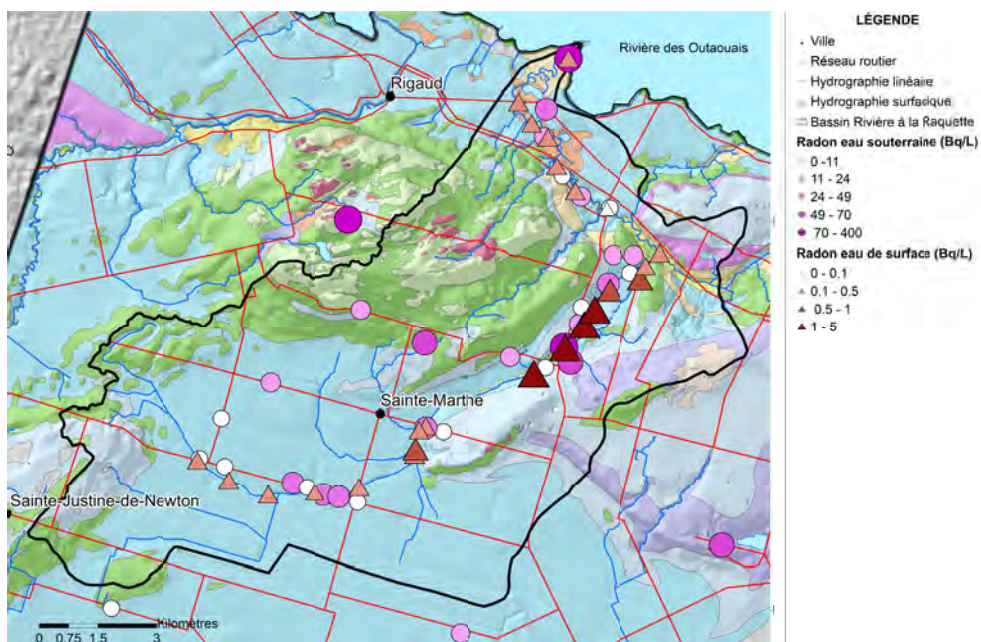 Rivière des Outaouais
Rigaud
Sainte-Marthe
Sainte-Justine-de-Newton
Kilomètres
0 0.75 1.5 3
LÉGENDE
Ville
Réseau routier
Hydrographie linéaire
Hydrographie surfacique
Bassin Rivière à la Raquette
Radon eau souterraine (Bq/L)
0 -11
11 - 24
24 - 49
49 - 70
70 - 400
Radon eau de surface (Bq/L)
0 - 0.1
0.1 - 0.5
0.5 - 1
1 - 5